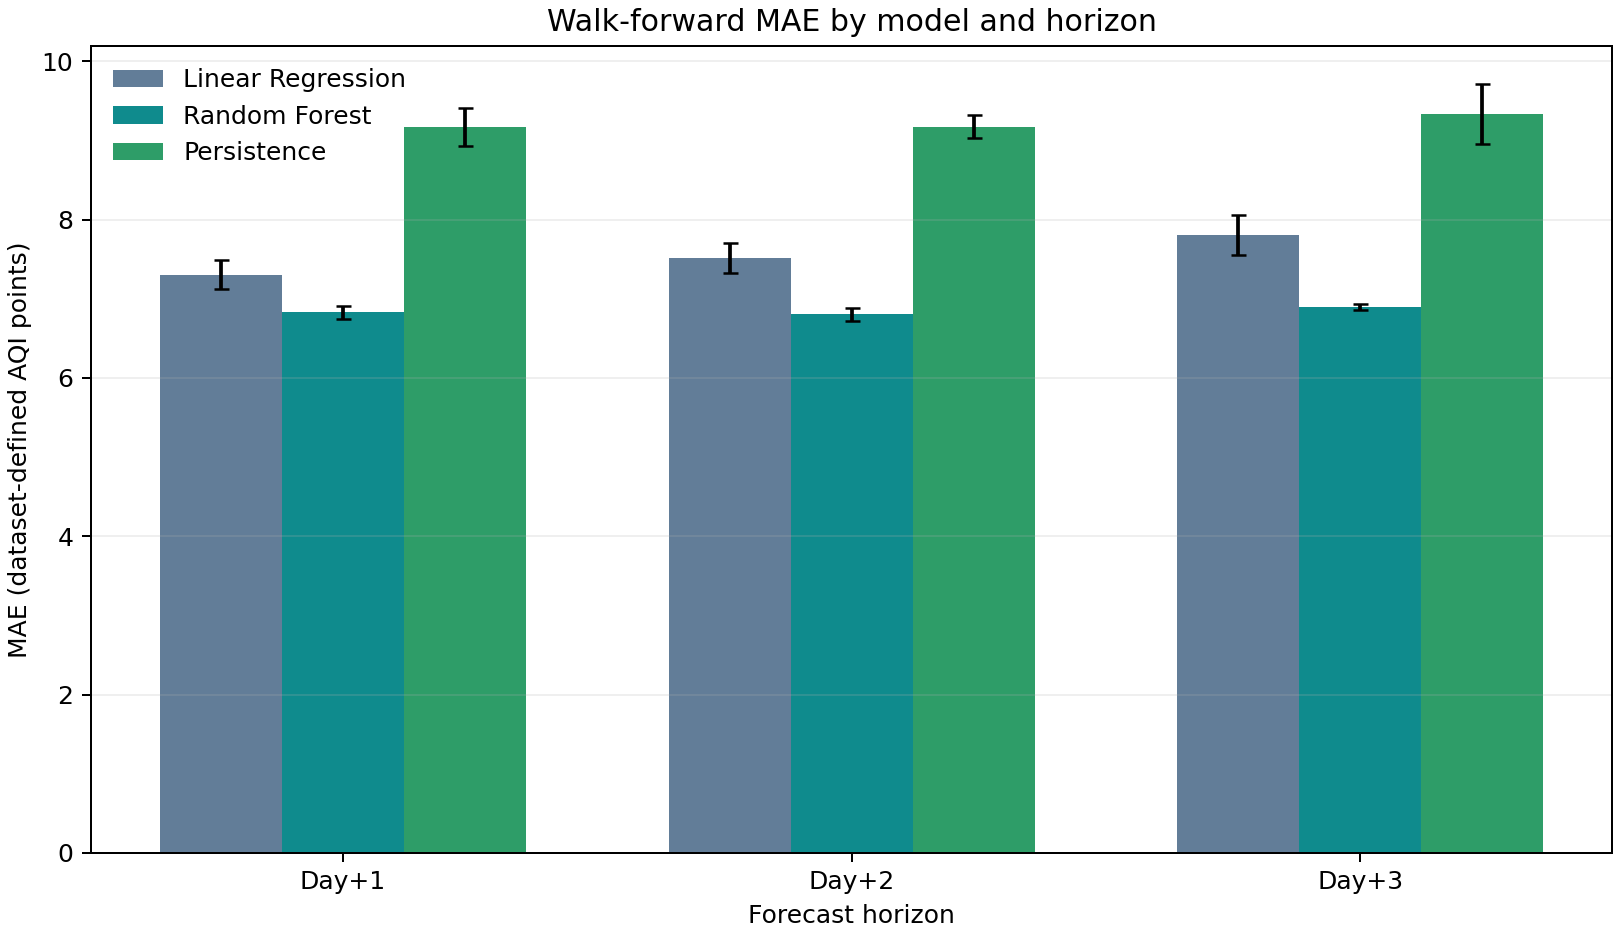 Walk-forward MAE by model and horizon
Linear Regression
Random Forest
Persistence
MAE (dataset-defined AQI points)
10
8
6
4
2
0
Day+1
Day+2
Day+3
Forecast horizon